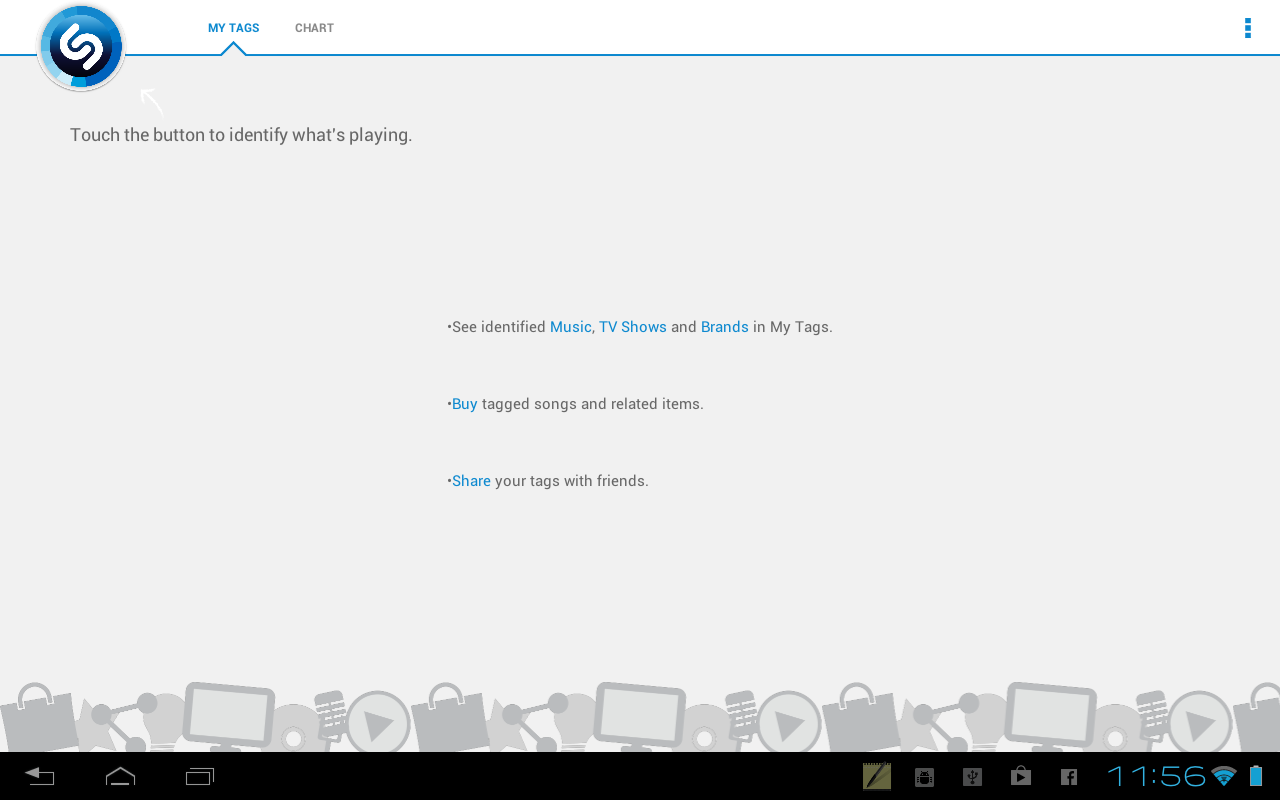 MY TAGS CHART
Touch the button to identify what's playing.
•See identified Music, TV Shows and Brands in My Tags.
•Buy tagged songs and related items.
•Share your tags with friends.
11:56